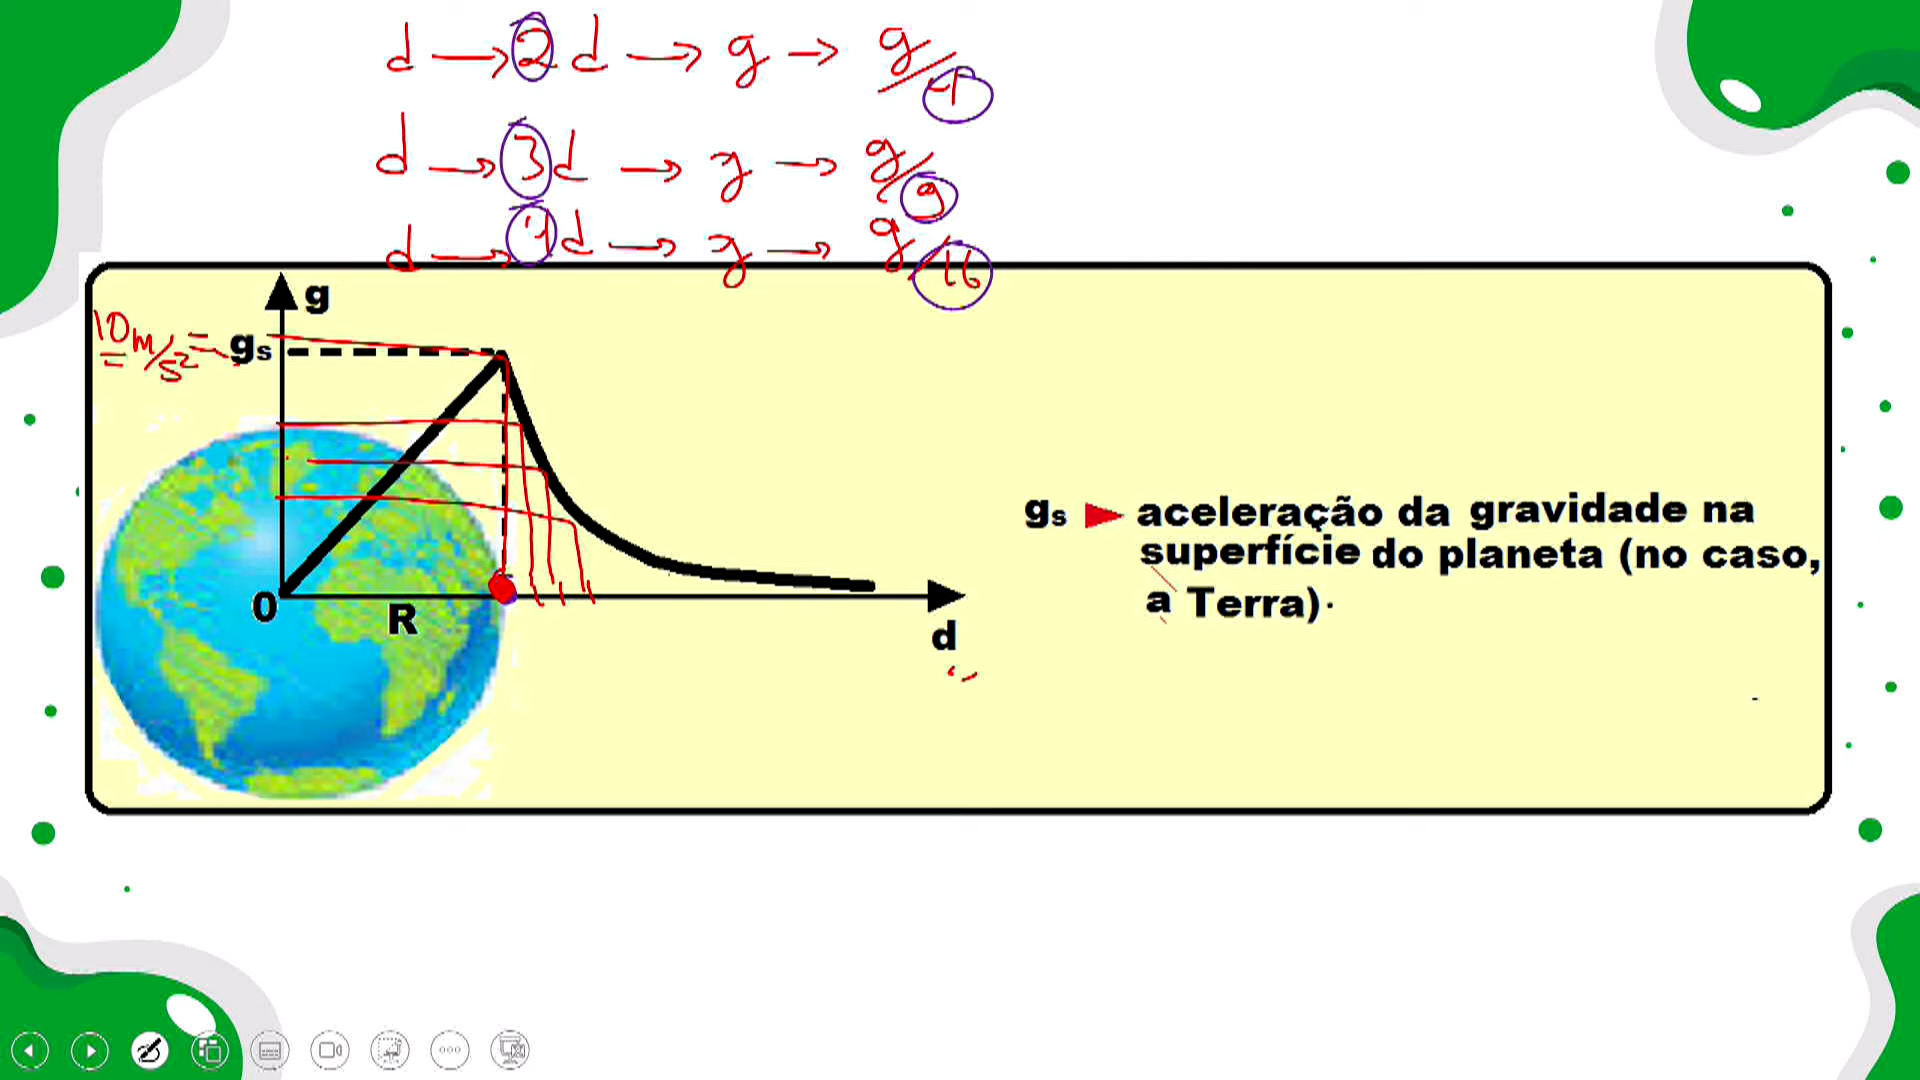 d → 2d → g → g/4
d → 3d → g → g/9
d → 4d → g → g/16
g
10 m/s² = gs
0
R
d
gs ▶ aceleração da gravidade na
superfície do planeta (no caso,
a Terra).